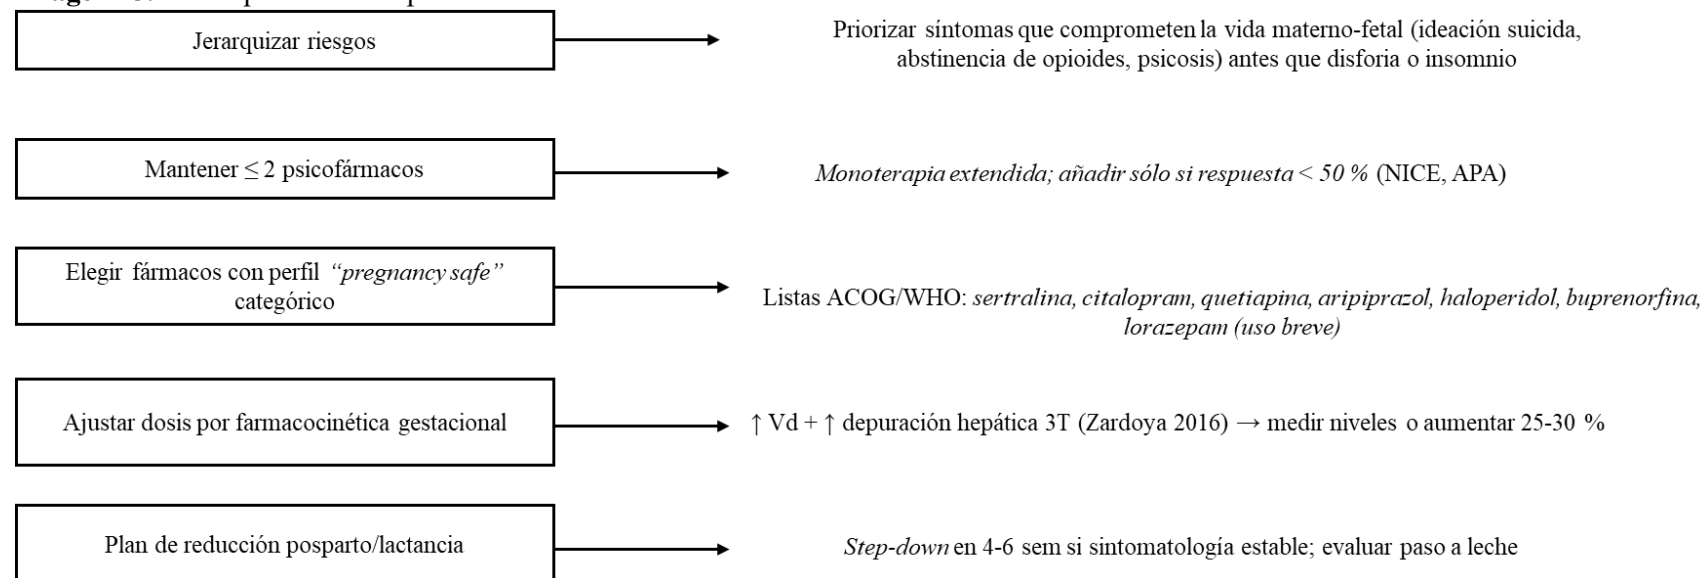 Jerarquizar riesgos
Priorizar síntomas que comprometen la vida materno-fetal (ideación suicida,
abstinencia de opioides, psicosis) antes que disforia o insomnio
Mantener ≤ 2 psicofármacos
Monoterapia extendida; añadir sólo si respuesta < 50 % (NICE, APA)
Elegir fármacos con perfil “pregnancy safe”
categórico
Listas ACOG/WHO: sertralina, citalopram, quetiapina, aripiprazol, haloperidol, buprenorfina,
lorazepam (uso breve)
Ajustar dosis por farmacocinética gestacional
↑ Vd + ↑ depuración hepática 3T (Zardoya 2016) → medir niveles o aumentar 25-30 %
Plan de reducción posparto/lactancia
Step-down en 4-6 sem si sintomatología estable; evaluar paso a leche